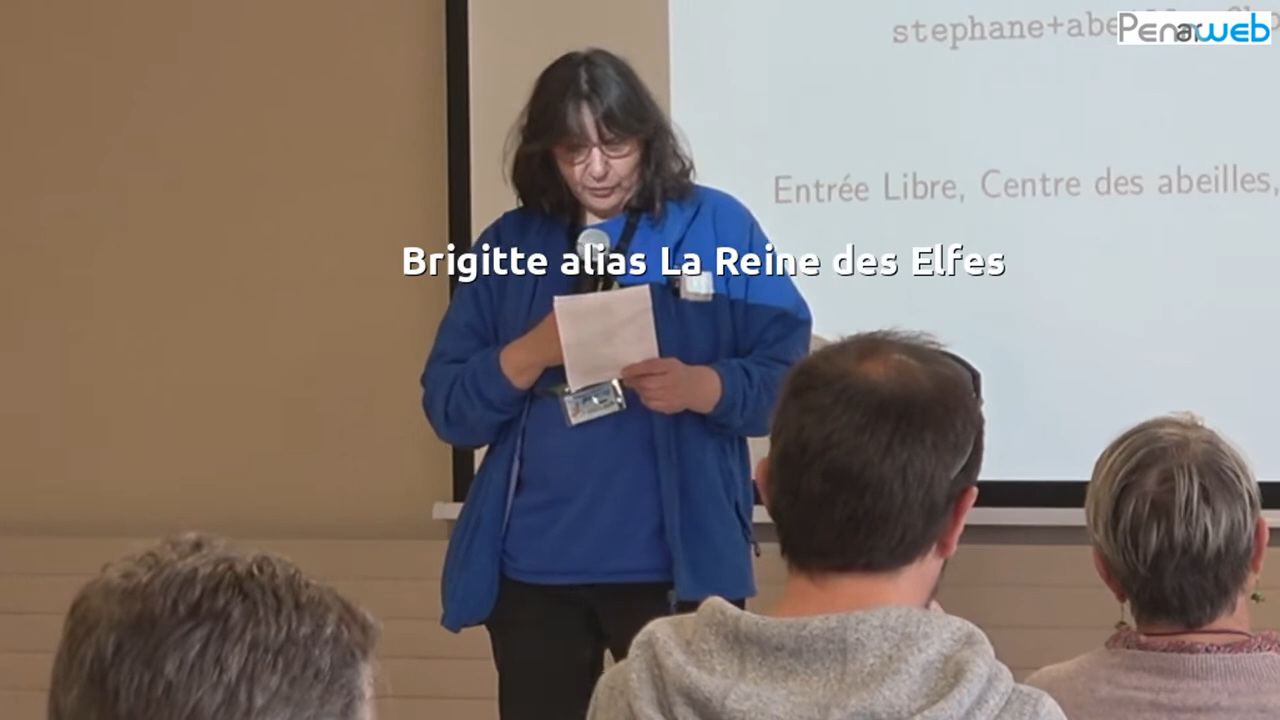 stephane+abe
Penarweb
Entrée Libre, Centre des abeilles,
Brigitte alias La Reine des Elfes